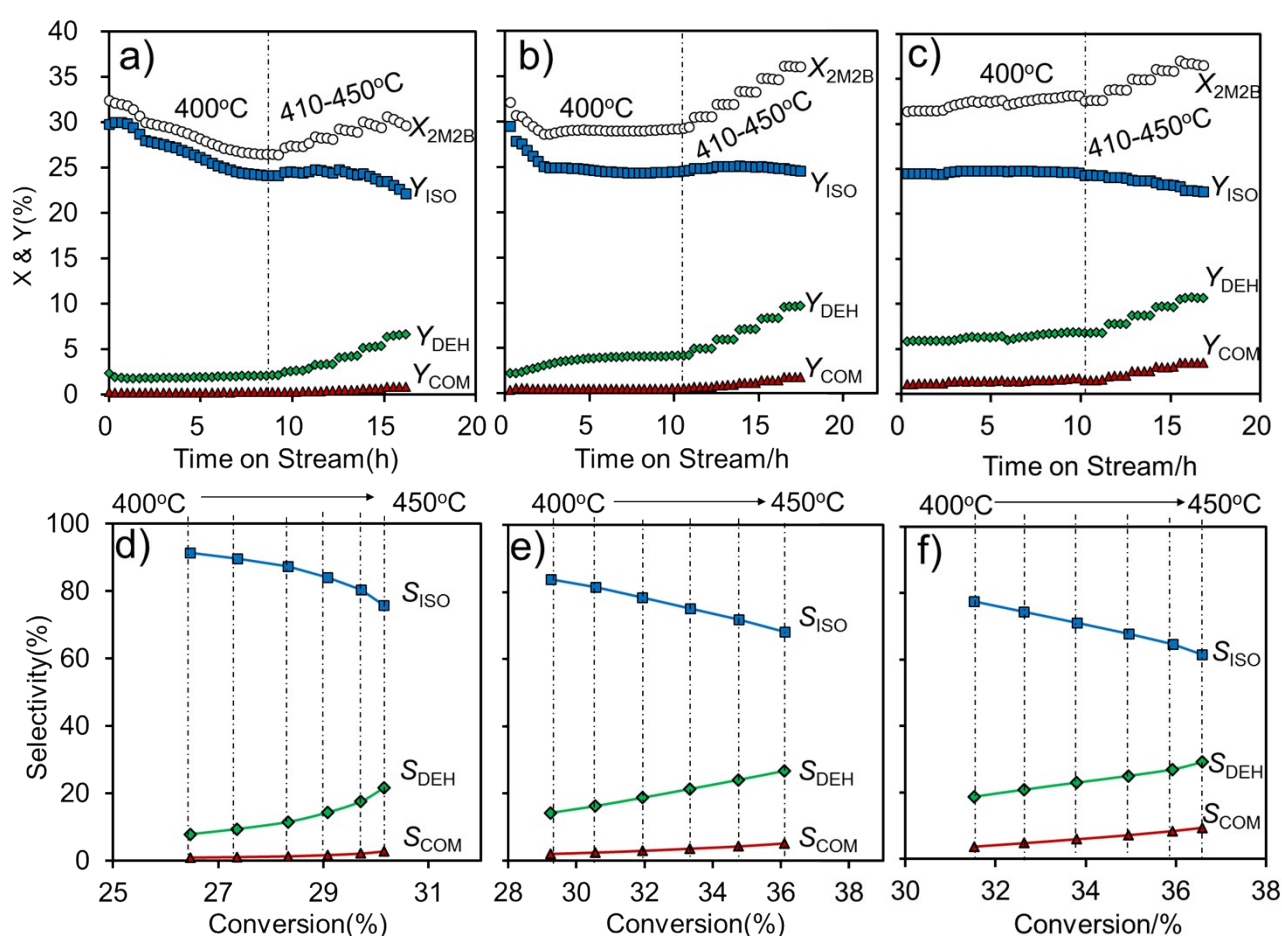 X & Y(%)
40
35
30
25
20
15
10
5
0
a)
400°C
410-450°C
X2M2B
YISO
YDEH
YCOM
0 5 10 15 20
Time on Stream(h)
b)
400°C
410-450°C
X2M2B
YISO
YDEH
YCOM
0 5 10 15 20
Time on Stream/h
c)
400°C
410-450°C
X2M2B
YISO
YDEH
YCOM
0 5 10 15 20
Time on Stream/h
Selectivity(%)
400°C 450°C
100
80
60
40
20
0
d)
SISO
SDEH
SCOM
25 27 29 31
Conversion(%)
400°C 450°C
e)
SISO
SDEH
SCOM
28 30 32 34 36 38
Conversion(%)
400°C 450°C
f)
SISO
SDEH
SCOM
30 32 34 36 38
Conversion/%